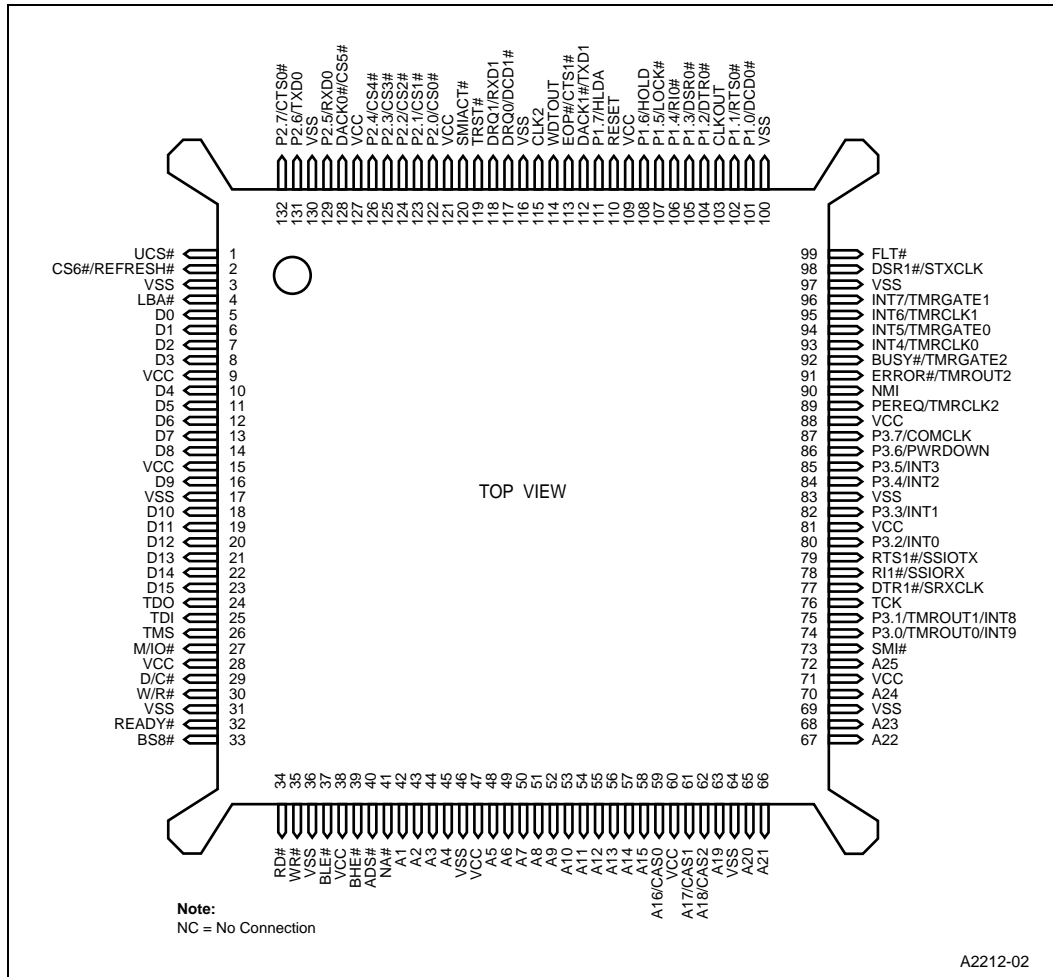 P2.7/CTS0#
P2.6/TXD0
VSS
P2.5/RXD0
DACK0#/CS5#
VCC
P2.4/CS4#
P2.3/CS3#
P2.2/CS2#
P2.1/CS1#
P2.0/CS0#
VCC
SMIACT#
TRST#
DRQ1/RXD1
DRQ0/DCD1#
VSS
CLK2
WDTOUT
EOP#/CTS1#
DACK1#/TXD1
P1.7/HLDA
RESET
VCC
P1.6/HOLD
P1.5/LOCK#
P1.4/RI0#
P1.3/DSR0#
P1.2/DTR0#
CLKOUT
P1.1/RTS0#
P1.0/DCD0#
VSS
132
131
130
129
128
127
126
125
124
123
122
121
120
119
118
117
116
115
114
113
112
111
110
109
108
107
106
105
104
103
102
101
100
UCS# 1
CS6#/REFRESH# 2
VSS 3
LBA# 4
D0 5
D1 6
D2 7
D3 8
VCC 9
D4 10
D5 11
D6 12
D7 13
D8 14
VCC 15
D9 16
VSS 17
D10 18
D11 19
D12 20
D13 21
D14 22
D15 23
TDO 24
TDI 25
TMS 26
M/IO# 27
VCC 28
D/C# 29
W/R# 30
VSS 31
READY# 32
BS8# 33
TOP VIEW
99 FLT#
98 DSR1#/STXCLK
97 VSS
96 INT7/TMRGATE1
95 INT6/TMRCLK1
94 INT5/TMRGATE0
93 INT4/TMRCLK0
92 BUSY#/TMRGATE2
91 ERROR#/TMROUT2
90 NMI
89 PEREQ/TMRCLK2
88 VCC
87 P3.7/COMCLK
86 P3.6/PWRDOWN
85 P3.5/INT3
84 P3.4/INT2
83 VSS
82 P3.3/INT1
81 VCC
80 P3.2/INT0
79 RTS1#/SSIOTX
78 RI1#/SSIORX
77 DTR1#/SRXCLK
76 TCK
75 P3.1/TMROUT1/INT8
74 P3.0/TMROUT0/INT9
73 SMI#
72 A25
71 VCC
70 A24
69 VSS
68 A23
67 A22
34
35
36
37
38
39
40
41
42
43
44
45
46
47
48
49
50
51
52
53
54
55
56
57
58
59
60
61
62
63
64
65
66
RD#
WR#
VSS
BLE#
VCC
BHE#
ADS#
NA#
A1
A2
A3
A4
VSS
VCC
A5
A6
A7
A8
A9
A10
A11
A12
A13
A14
A15
A16/CAS0
VCC
A17/CAS1
A18/CAS2
A19
VSS
A20
A21
Note:
NC = No Connection
A2212-02